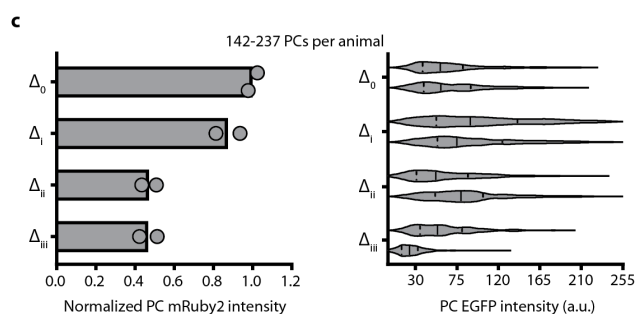 c
142-237 PCs per animal
Δ₀
Δᵢ
Δᵢᵢ
Δᵢᵢᵢ
0.0 0.2 0.4 0.6 0.8 1.0 1.2
Normalized PC mRuby2 intensity
Δ₀
Δᵢ
Δᵢᵢ
Δᵢᵢᵢ
30 75 120 165 210 255
PC EGFP intensity (a.u.)